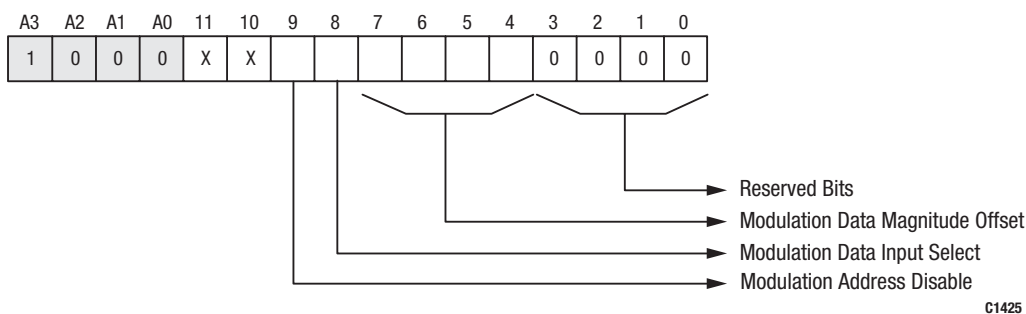 A3 A2 A1 A0 11 10 9 8 7 6 5 4 3 2 1 0
1 0 0 0 X X 0 0 0 0
Reserved Bits
Modulation Data Magnitude Offset
Modulation Data Input Select
Modulation Address Disable
C1425